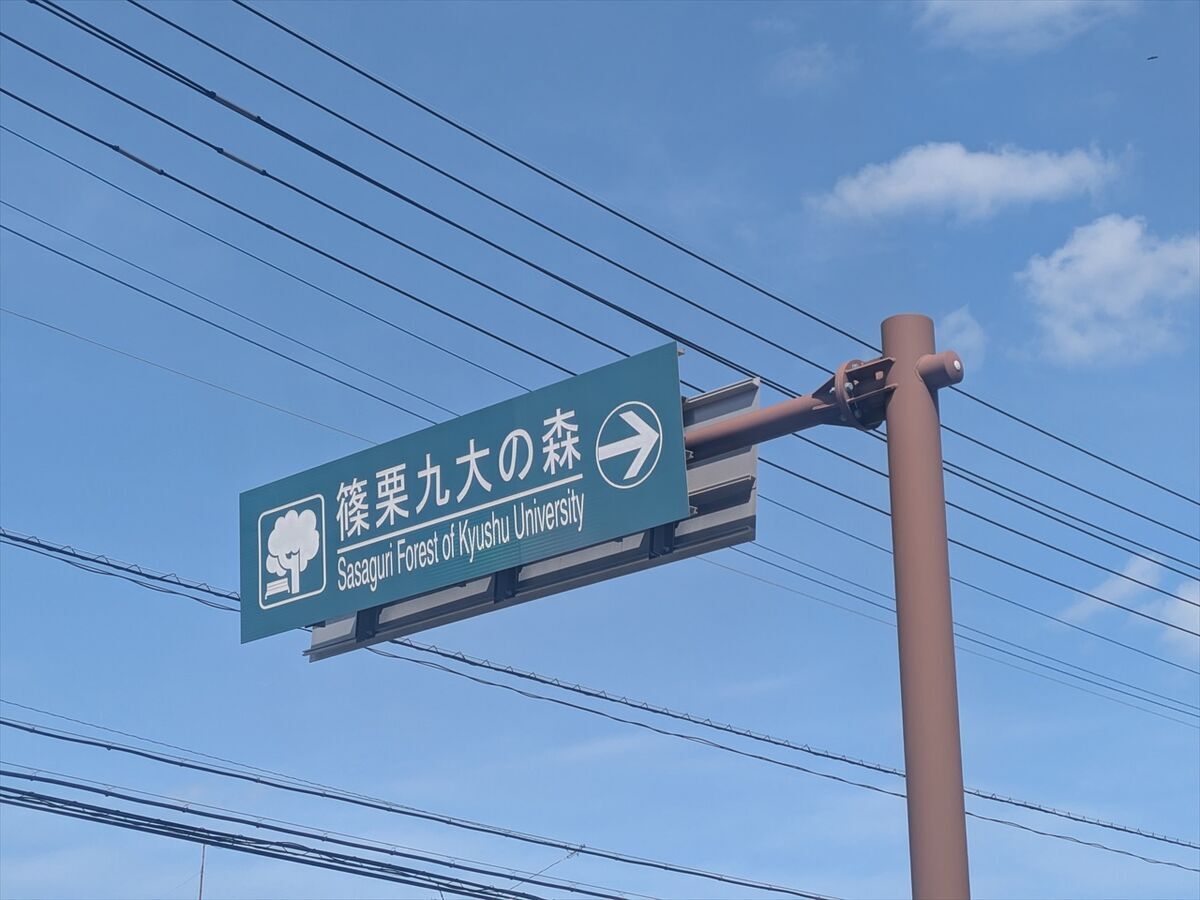 篠栗九大の森
Sasaguri Forest of Kyushu University